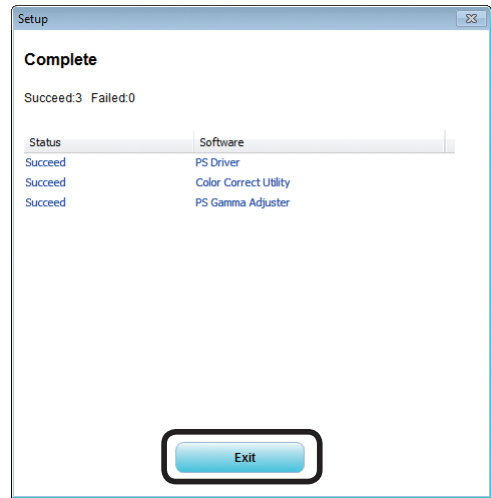 Setup
Complete
Succeed:3 Failed:0
Status Software
Succeed PS Driver
Succeed Color Correct Utility
Succeed PS Gamma Adjuster
Exit